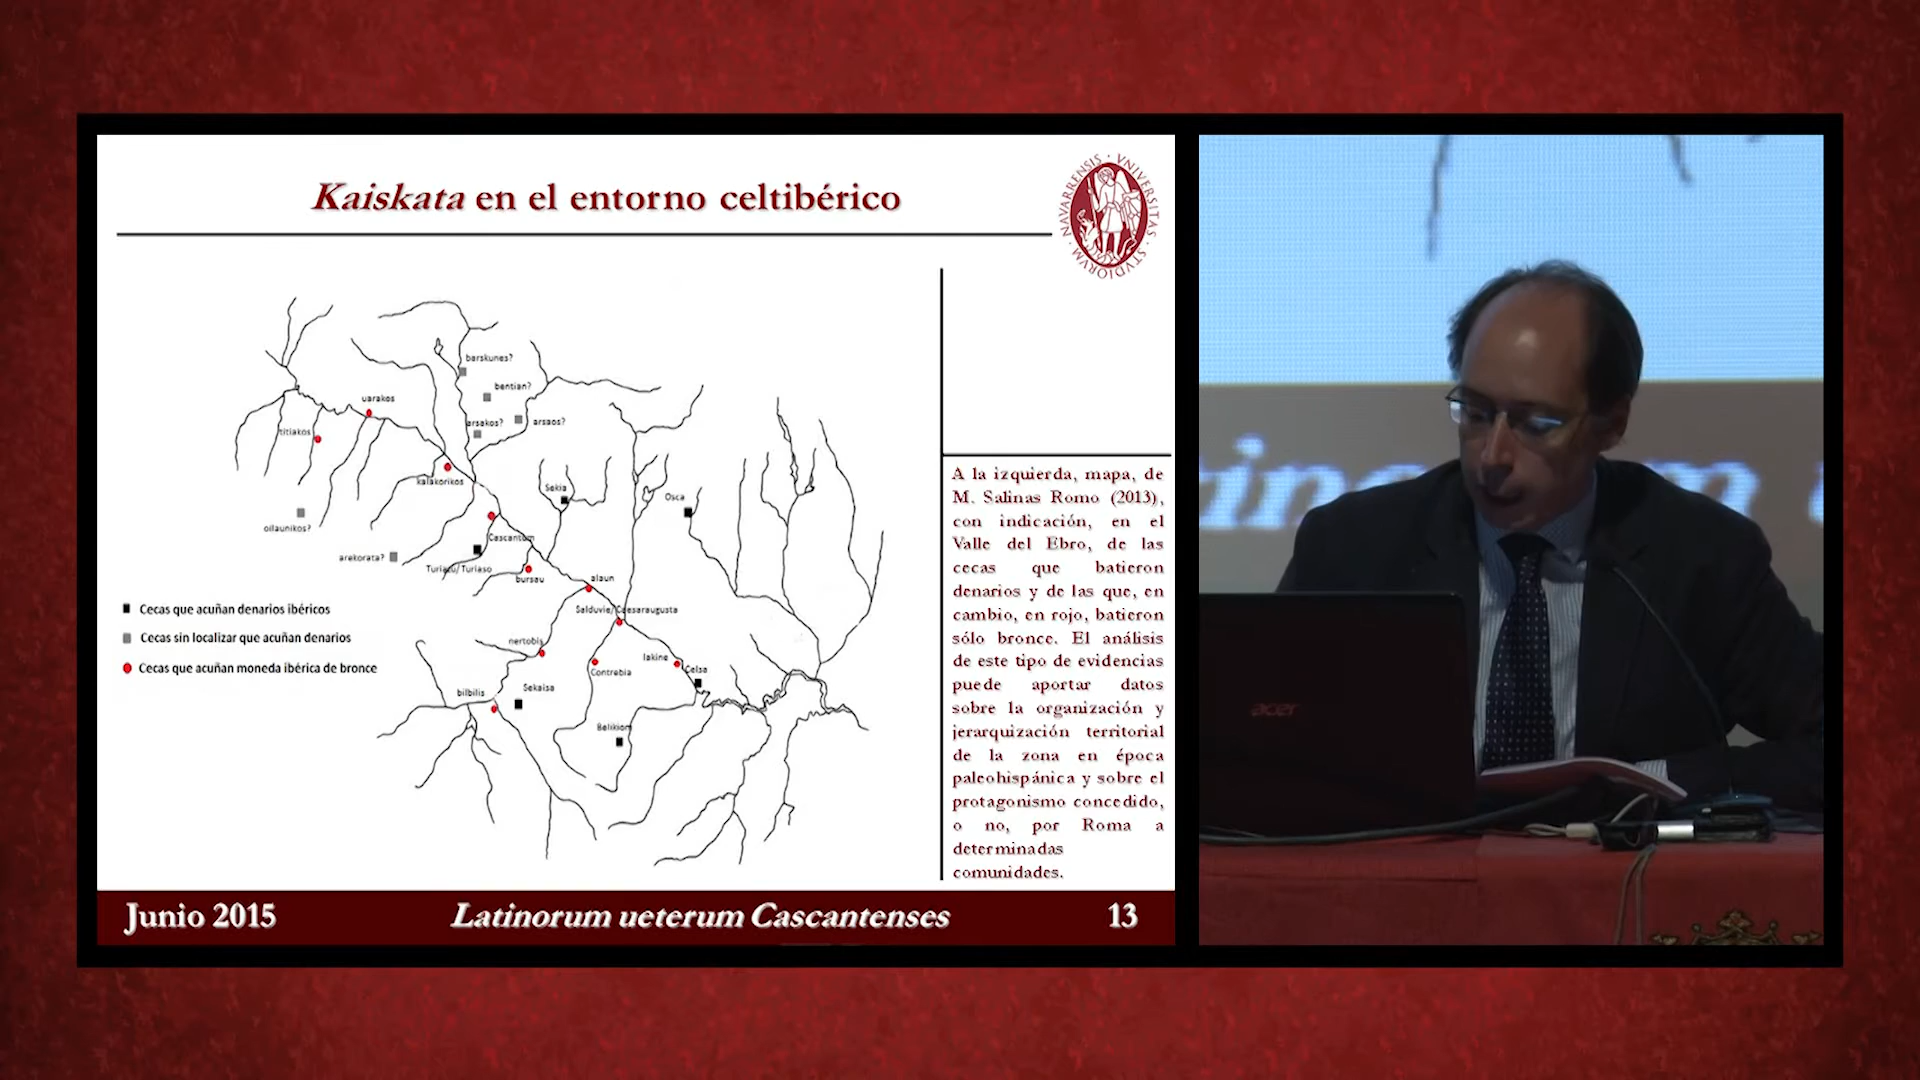 Kaiskata en el entorno celtibérico
NAVARRENSIS · VNIVERSITAS · STVDIORVM
barskunes?
bentian?
uarakos
arsakos?
arsaos?
titiakos
kalakorikos
Sekia
Osca
oilaunikos?
Cascantum
arekorata?
Turiazu/Turiaso
bursau
alaun
Salduvie/Caesaraugusta
nertobis
lakine
Celsa
Contrebia
bilbilis
Sekaisa
Belikiom
Cecas que acuñan denarios ibéricos
Cecas sin localizar que acuñan denarios
Cecas que acuñan moneda ibérica de bronce
A la izquierda, mapa, de
M. Salinas Romo (2013),
con indicación, en el
Valle del Ebro, de las
cecas que batieron
denarios y de las que, en
cambio, en rojo, batieron
sólo bronce. El análisis
de este tipo de evidencias
puede aportar datos
sobre la organización y
jerarquización territorial
de la zona en época
paleohispánica y sobre el
protagonismo concedido,
o no, por Roma a
determinadas
comunidades.
Junio 2015
Latinorum ueterum Cascantenses
13
acer